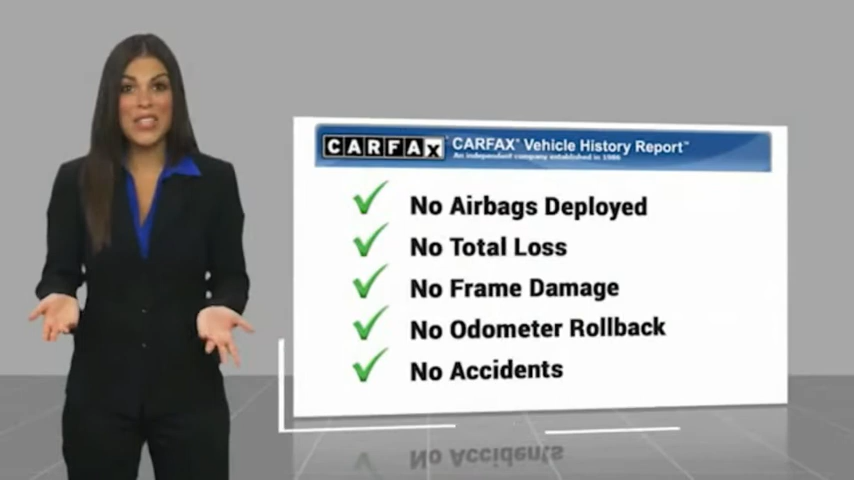 CARFAX CARFAX® Vehicle History Report™
An independent company established in 1986
No Airbags Deployed
No Total Loss
No Frame Damage
No Odometer Rollback
No Accidents
No Accidents